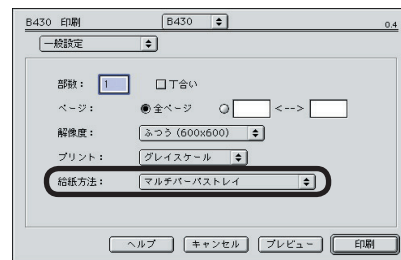 B430 印刷 B430 0.4
一般設定
部数： 1 丁合い
ページ： 全ページ <-->
解像度： ふつう (600x600)
プリント： グレイスケール
給紙方法： マルチパーパストレイ
ヘルプ キャンセル プレビュー 印刷